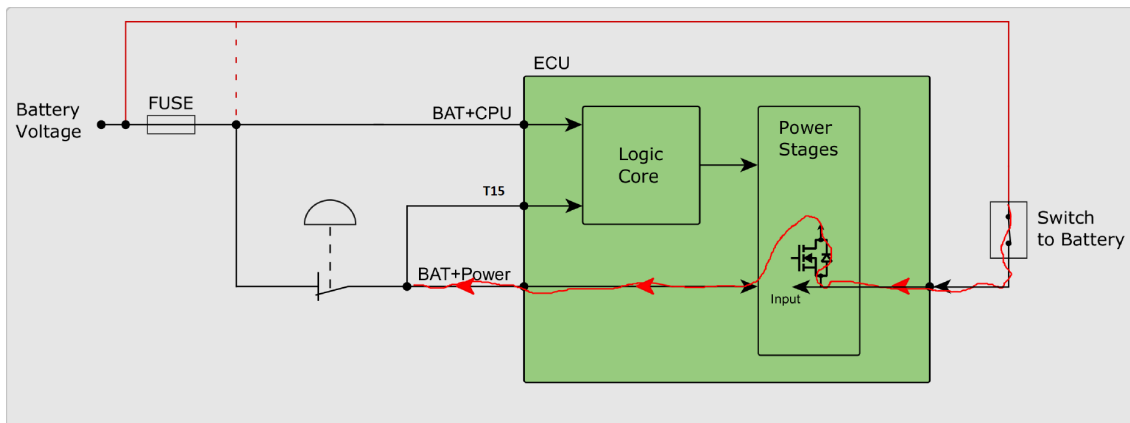 ECU
Battery
Voltage
FUSE
BAT+CPU
Logic
Core
Power
Stages
T15
Switch
to Battery
BAT+Power
Input